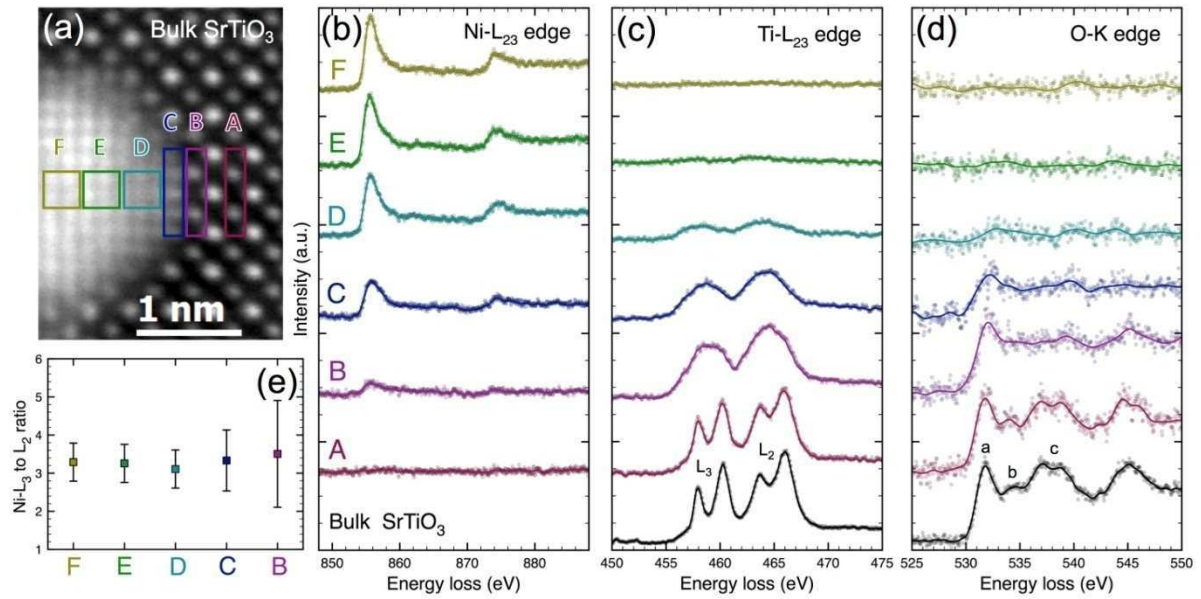 (a) Bulk SrTiO₃
C B A
F E D
1 nm
(b) Ni-L₂₃ edge
F
E
D
C
B
A
Bulk SrTiO₃
Intensity (a.u.)
850 860 870 880
Energy loss (eV)
(c) Ti-L₂₃ edge
L₃ L₂
450 455 460 465 470 475
Energy loss (eV)
(d) O-K edge
a
b
c
525 530 535 540 545 550
Energy loss (eV)
(e)
Ni-L₃ to L₂ ratio
6
5
4
3
2
1
F E D C B